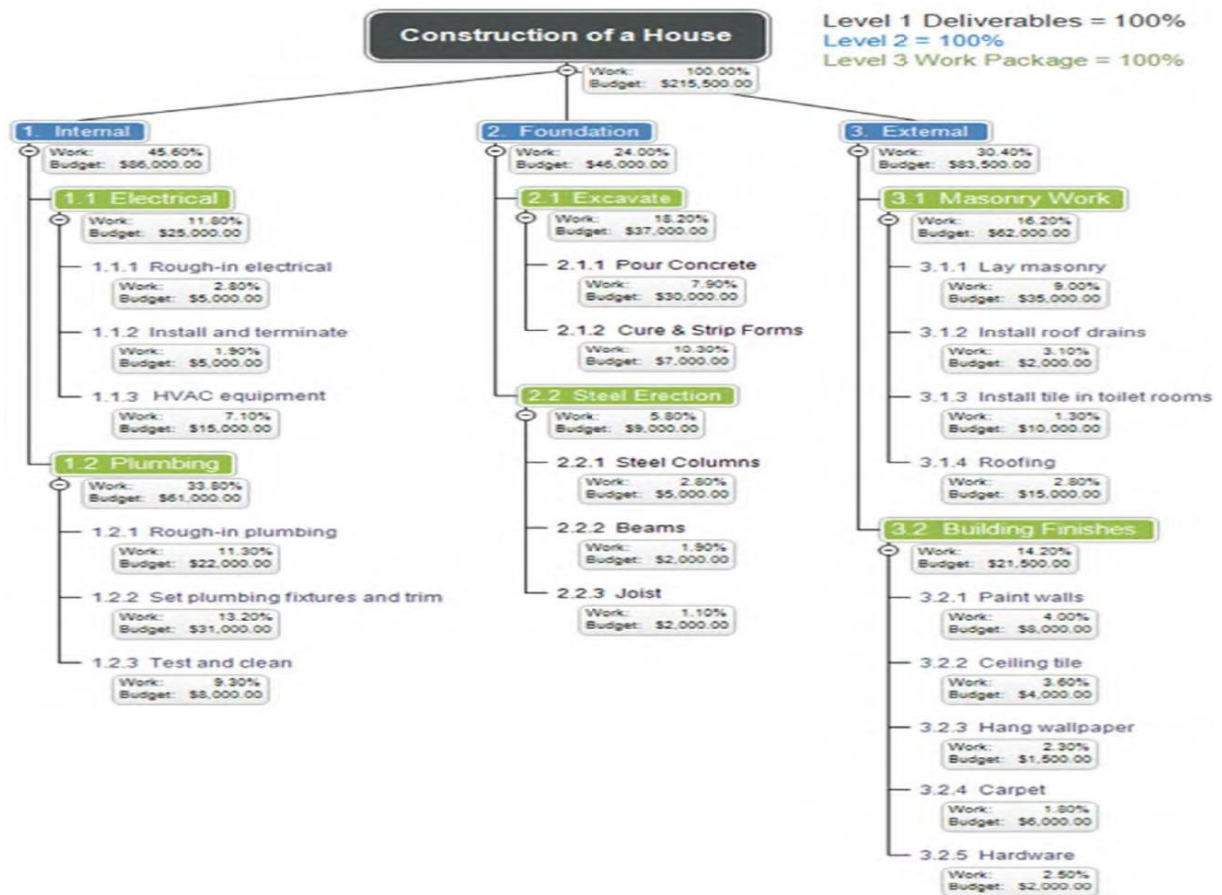 Construction of a House
Work: 100.00%
Budget: $215,500.00
Level 1 Deliverables = 100%
Level 2 = 100%
Level 3 Work Package = 100%
1. Internal
Work: 45.60%
Budget: $86,000.00
1.1 Electrical
Work: 11.80%
Budget: $25,000.00
1.1.1 Rough-in electrical
Work: 2.80%
Budget: $5,000.00
1.1.2 Install and terminate
Work: 1.90%
Budget: $5,000.00
1.1.3 HVAC equipment
Work: 7.10%
Budget: $15,000.00
1.2 Plumbing
Work: 33.80%
Budget: $61,000.00
1.2.1 Rough-in plumbing
Work: 11.30%
Budget: $22,000.00
1.2.2 Set plumbing fixtures and trim
Work: 13.20%
Budget: $31,000.00
1.2.3 Test and clean
Work: 9.30%
Budget: $8,000.00
2. Foundation
Work: 24.00%
Budget: $46,000.00
2.1 Excavate
Work: 18.20%
Budget: $37,000.00
2.1.1 Pour Concrete
Work: 7.90%
Budget: $30,000.00
2.1.2 Cure & Strip Forms
Work: 10.30%
Budget: $7,000.00
2.2 Steel Erection
Work: 5.80%
Budget: $9,000.00
2.2.1 Steel Columns
Work: 2.80%
Budget: $5,000.00
2.2.2 Beams
Work: 1.90%
Budget: $2,000.00
2.2.3 Joist
Work: 1.10%
Budget: $2,000.00
3. External
Work: 30.40%
Budget: $83,500.00
3.1 Masonry Work
Work: 16.20%
Budget: $62,000.00
3.1.1 Lay masonry
Work: 9.00%
Budget: $35,000.00
3.1.2 Install roof drains
Work: 3.10%
Budget: $2,000.00
3.1.3 Install tile in toilet rooms
Work: 1.30%
Budget: $10,000.00
3.1.4 Roofing
Work: 2.80%
Budget: $15,000.00
3.2 Building Finishes
Work: 14.20%
Budget: $21,500.00
3.2.1 Paint walls
Work: 4.00%
Budget: $8,000.00
3.2.2 Ceiling tile
Work: 3.60%
Budget: $4,000.00
3.2.3 Hang wallpaper
Work: 2.30%
Budget: $1,500.00
3.2.4 Carpet
Work: 1.80%
Budget: $6,000.00
3.2.5 Hardware
Work: 2.50%
Budget: $2,000.00